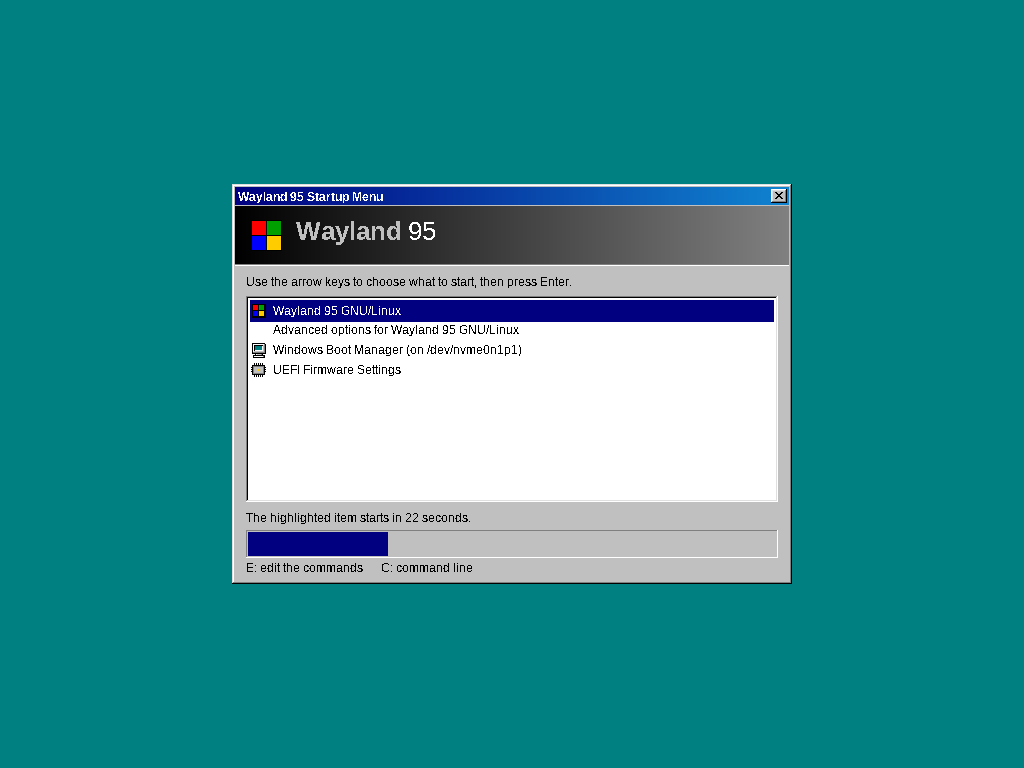 Wayland 95 Startup Menu
Wayland 95
Use the arrow keys to choose what to start, then press Enter.
Wayland 95 GNU/Linux
Advanced options for Wayland 95 GNU/Linux
Windows Boot Manager (on /dev/nvme0n1p1)
UEFI Firmware Settings
The highlighted item starts in 22 seconds.
E: edit the commands C: command line